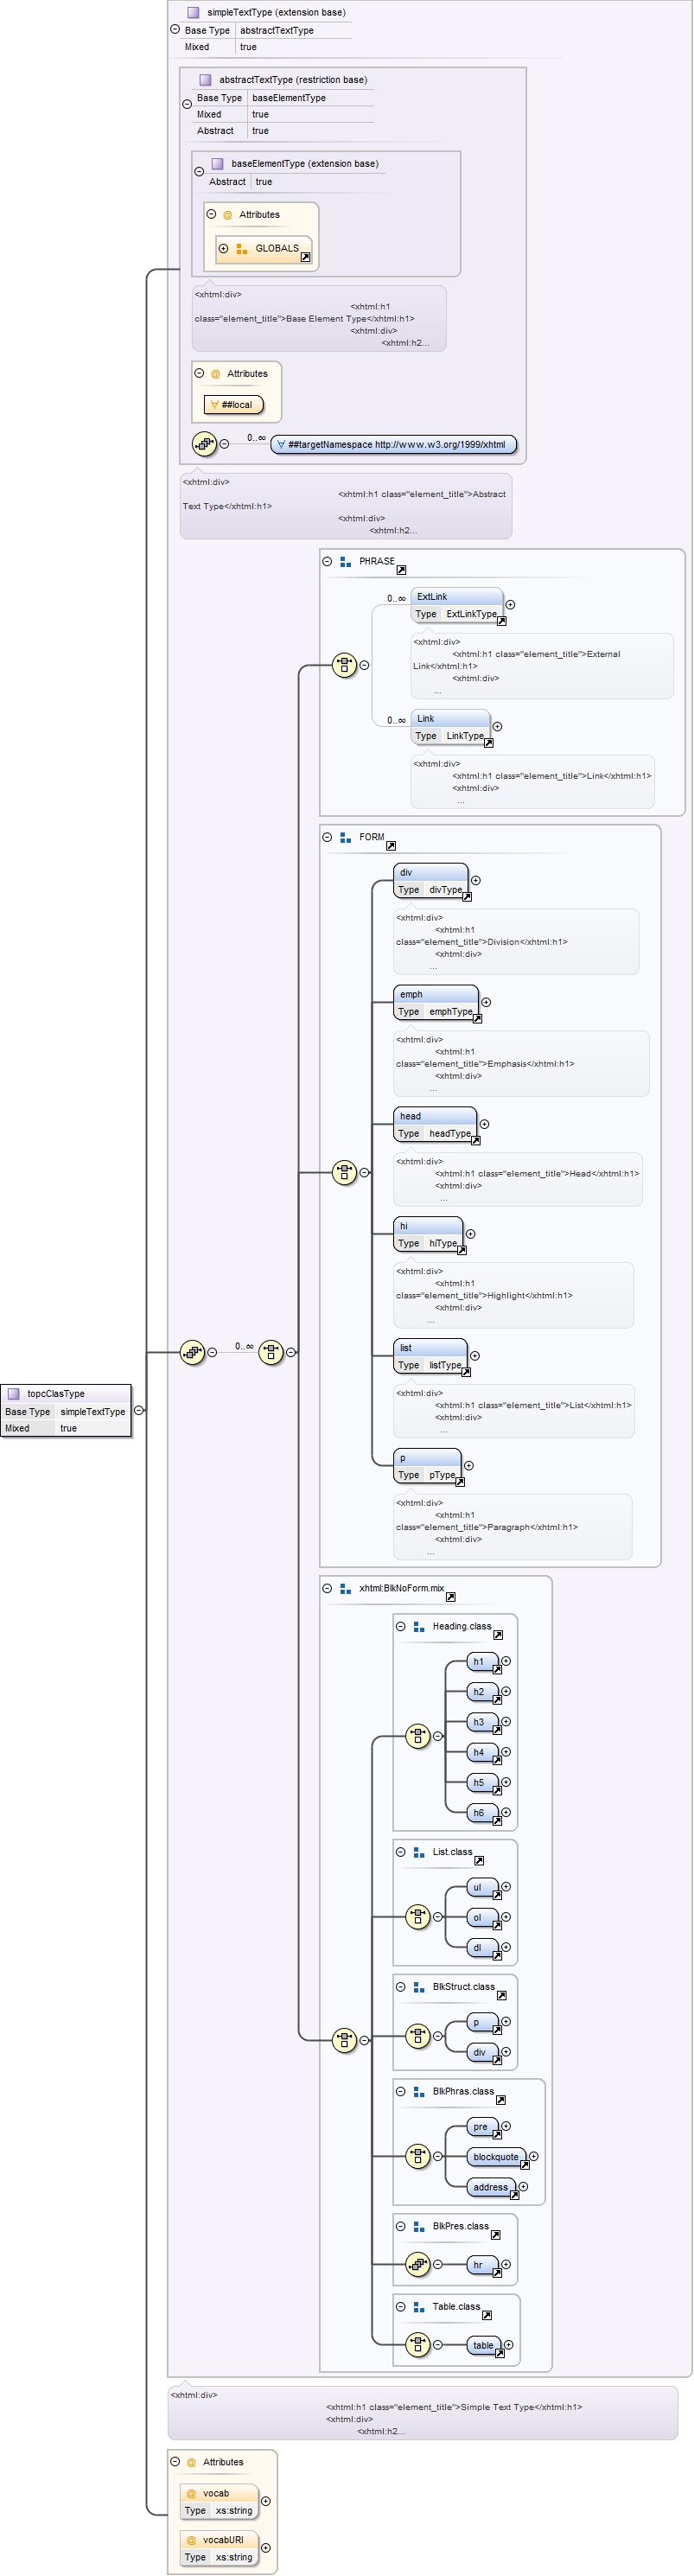 simpleTextType (extension base)
Base Type abstractTextType
Mixed true
abstractTextType (restriction base)
Base Type baseElementType
Mixed true
Abstract true
baseElementType (extension base)
Abstract true
@ Attributes
GLOBALS
<xhtml:div>
<xhtml:h1
class="element_title">Base Element Type</xhtml:h1>
<xhtml:div>
<xhtml:h2...
@ Attributes
∀ ##local
0..∞ ∀ ##targetNamespace http://www.w3.org/1999/xhtml
<xhtml:div>
<xhtml:h1 class="element_title">Abstract
Text Type</xhtml:h1>
<xhtml:div>
<xhtml:h2...
PHRASE
0..∞ ExtLink
Type ExtLinkType
<xhtml:div>
<xhtml:h1 class="element_title">External
Link</xhtml:h1>
<xhtml:div>
...
0..∞ Link
Type LinkType
<xhtml:div>
<xhtml:h1 class="element_title">Link</xhtml:h1>
<xhtml:div>
...
FORM
div
Type divType
<xhtml:div>
<xhtml:h1
class="element_title">Division</xhtml:h1>
<xhtml:div>
...
emph
Type emphType
<xhtml:div>
<xhtml:h1
class="element_title">Emphasis</xhtml:h1>
<xhtml:div>
...
head
Type headType
<xhtml:div>
<xhtml:h1 class="element_title">Head</xhtml:h1>
<xhtml:div>
...
hi
Type hiType
<xhtml:div>
<xhtml:h1
class="element_title">Highlight</xhtml:h1>
<xhtml:div>
...
list
Type listType
0..∞
<xhtml:div>
<xhtml:h1 class="element_title">List</xhtml:h1>
<xhtml:div>
...
topcClasType
Base Type simpleTextType
Mixed true
p
Type pType
<xhtml:div>
<xhtml:h1
class="element_title">Paragraph</xhtml:h1>
<xhtml:div>
...
xhtml:BlkNoForm.mix
Heading.class
h1
h2
h3
h4
h5
h6
List.class
ul
ol
dl
BlkStruct.class
p
div
BlkPhras.class
pre
blockquote
address
BlkPres.class
hr
Table.class
table
<xhtml:div>
<xhtml:h1 class="element_title">Simple Text Type</xhtml:h1>
<xhtml:div>
<xhtml:h2...
@ Attributes
@ vocab
Type xs:string
@ vocabURI
Type xs:string